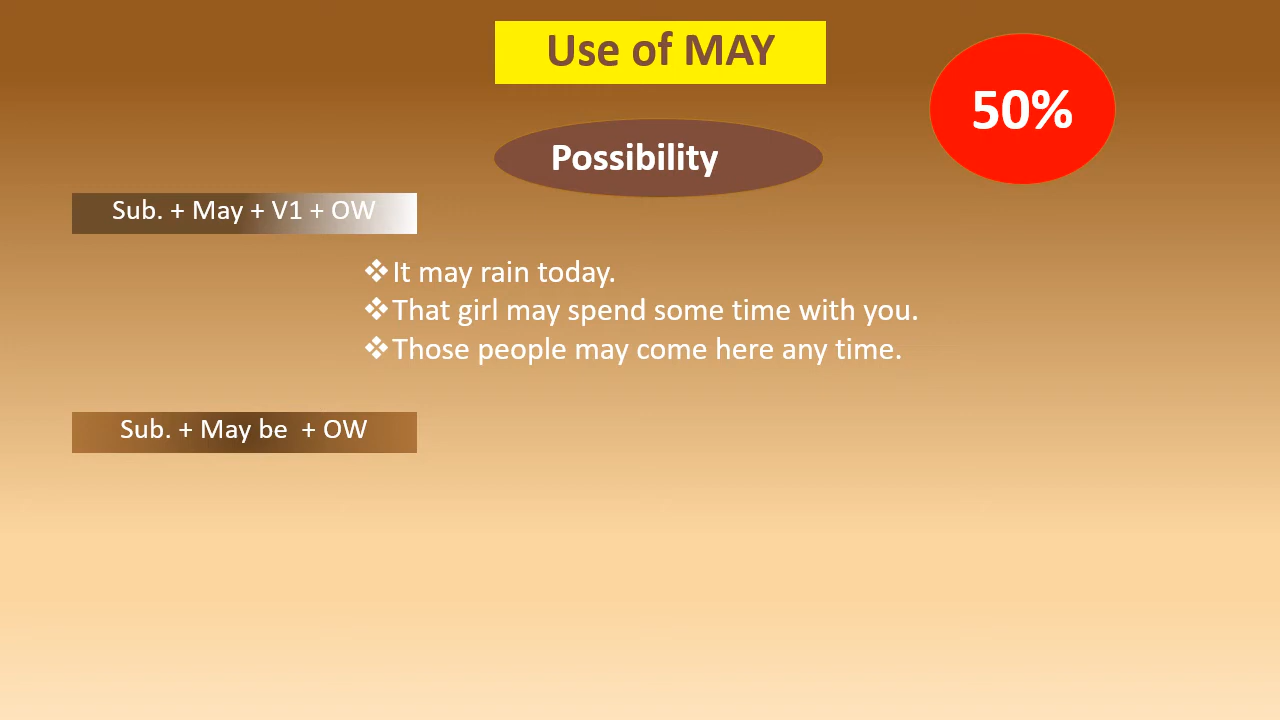 Use of MAY
50%
Possibility
Sub. + May + V1 + OW
❖It may rain today.
❖That girl may spend some time with you.
❖Those people may come here any time.
Sub. + May be + OW